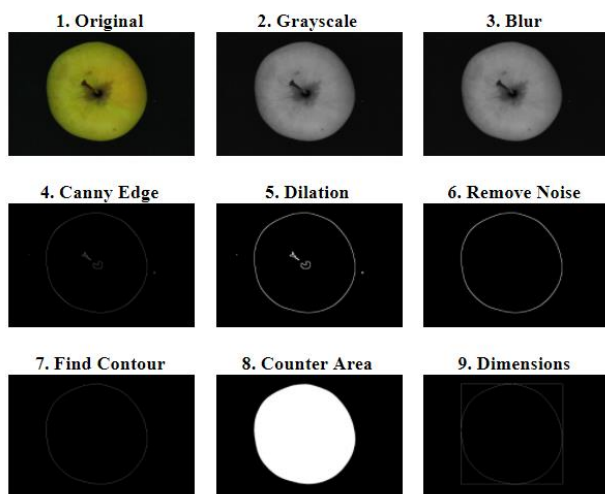 1. Original
2. Grayscale
3. Blur
4. Canny Edge
5. Dilation
6. Remove Noise
7. Find Contour
8. Counter Area
9. Dimensions